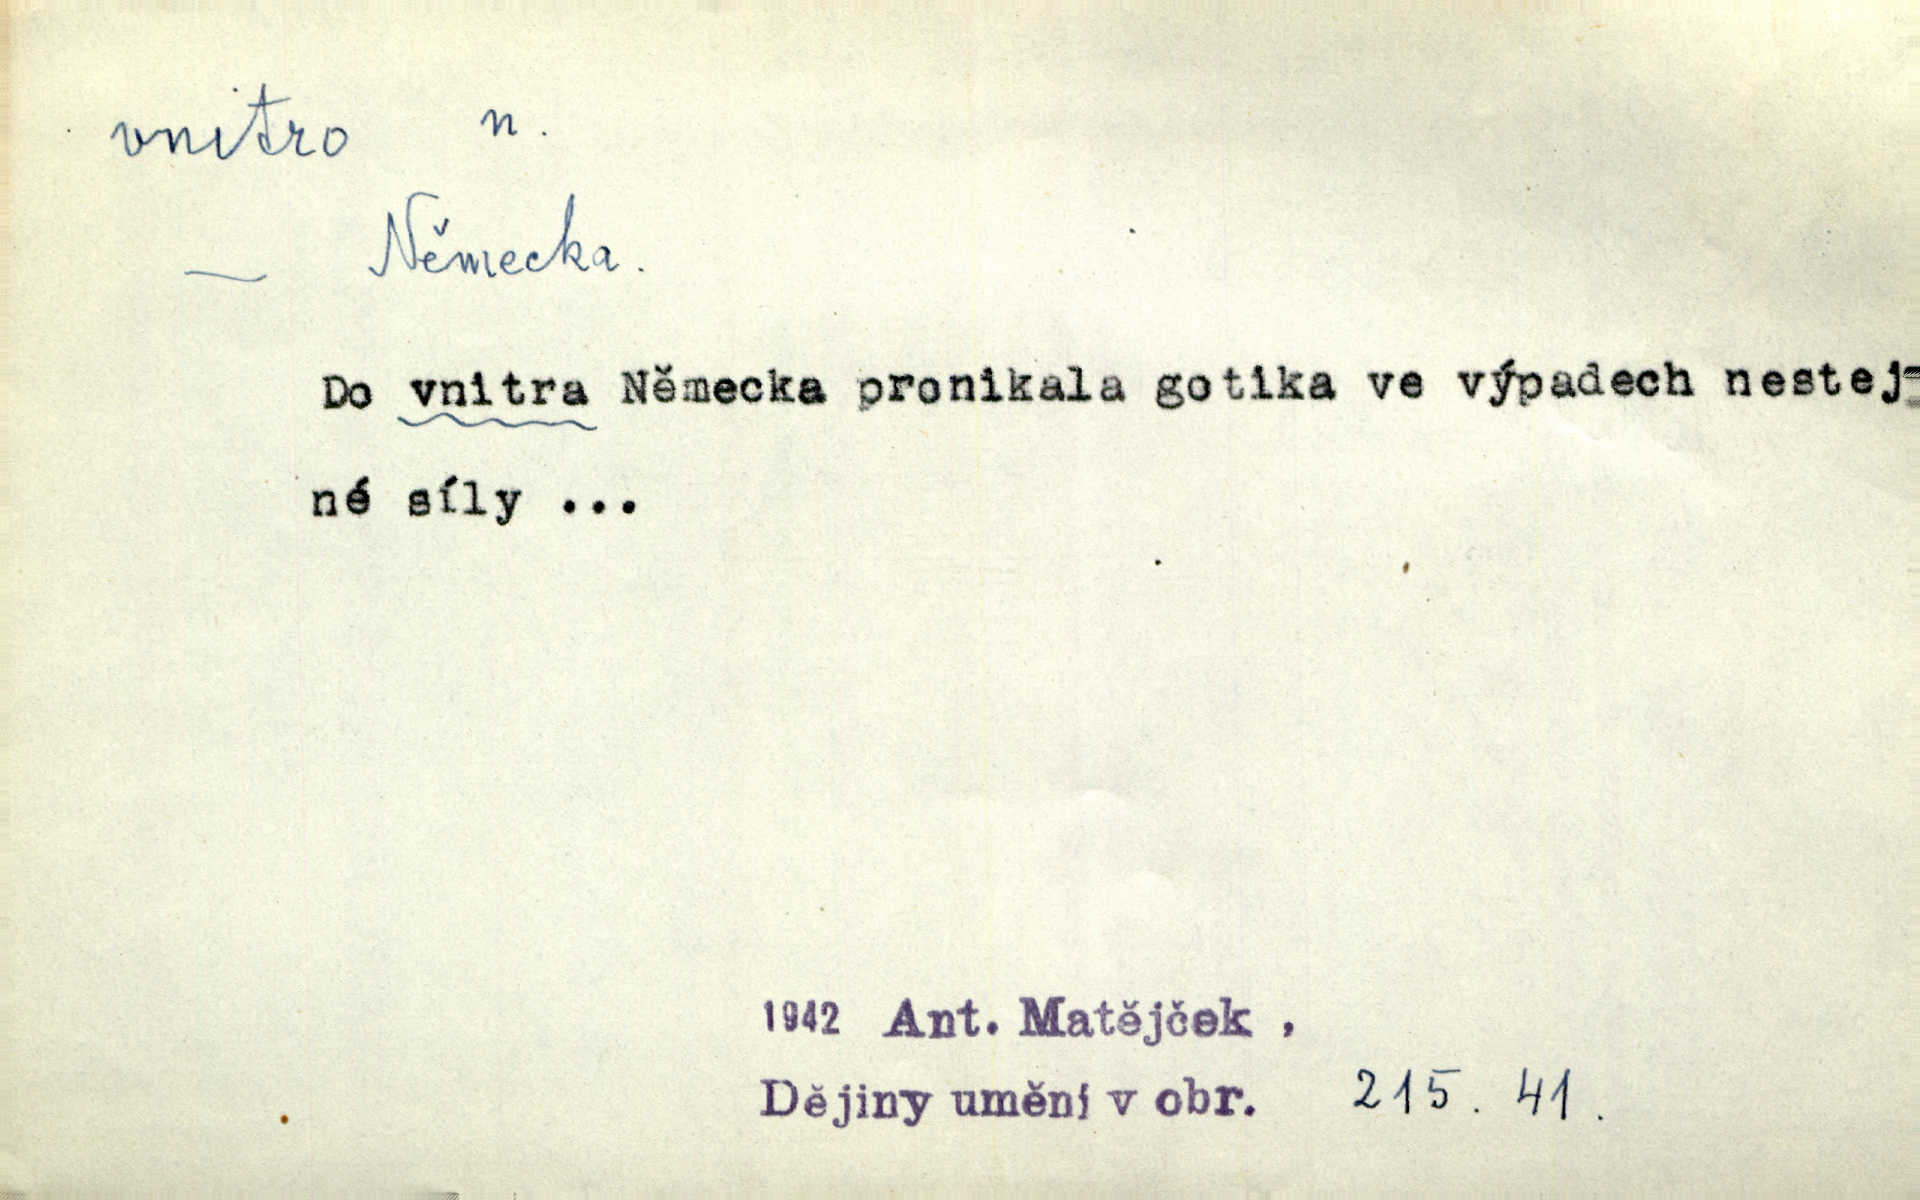 vnitro n.
— Německa.
Do vnitra Německa pronikala gotika ve výpadech nestej-
né síly ...
1942 Ant. Matějček,
Dějiny umění v obr. 215. 41.